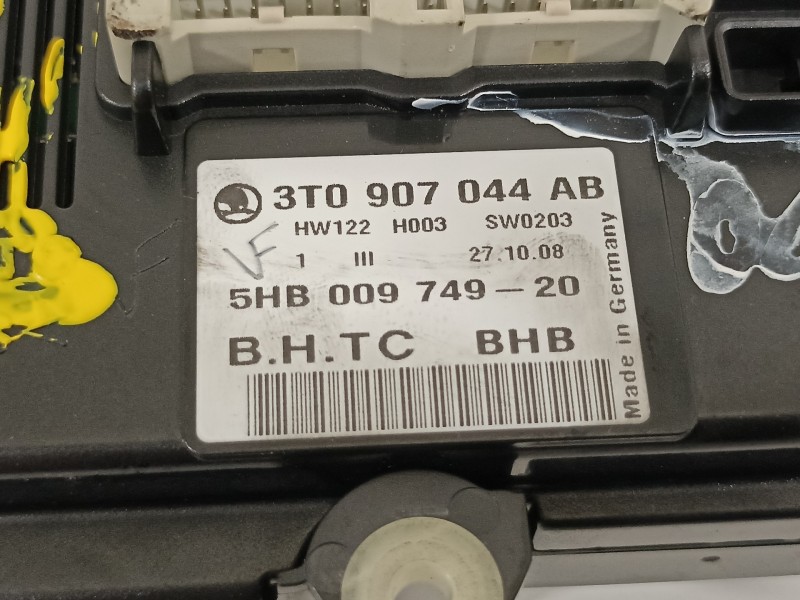 3T0 907 044 AB
HW122 H003 SW0203
1 III 27.10.08
5HB 009 749-20
B.H.TC BHB
Made in Germany